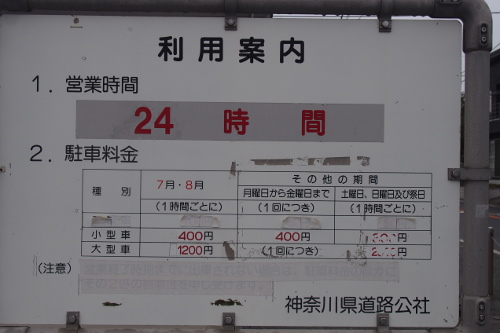 利用案内
1. 営業時間
24 時間
2. 駐車料金
種別 7月・8月 その他の期間
(1時間ごとに) 月曜日から金曜日まで 土曜日、日曜日及び祭日
(1回につき) (1時間ごとに)
小型車 400円 400円 円
大型車 1200円 (1回につき) 円
(注意)
神奈川県道路公社